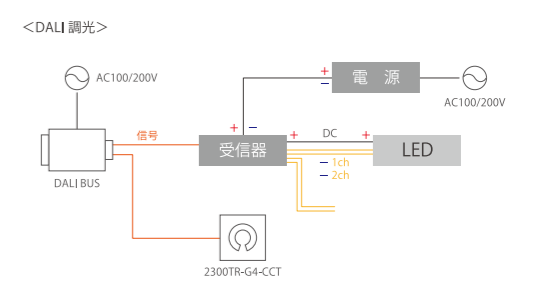 ＜DALI 調光＞
AC100/200V
電 源
＋
－
AC100/200V
信号
＋ －
受信器
＋ DC ＋
LED
－ 1ch
－ 2ch
DALI BUS
2300TR-G4-CCT